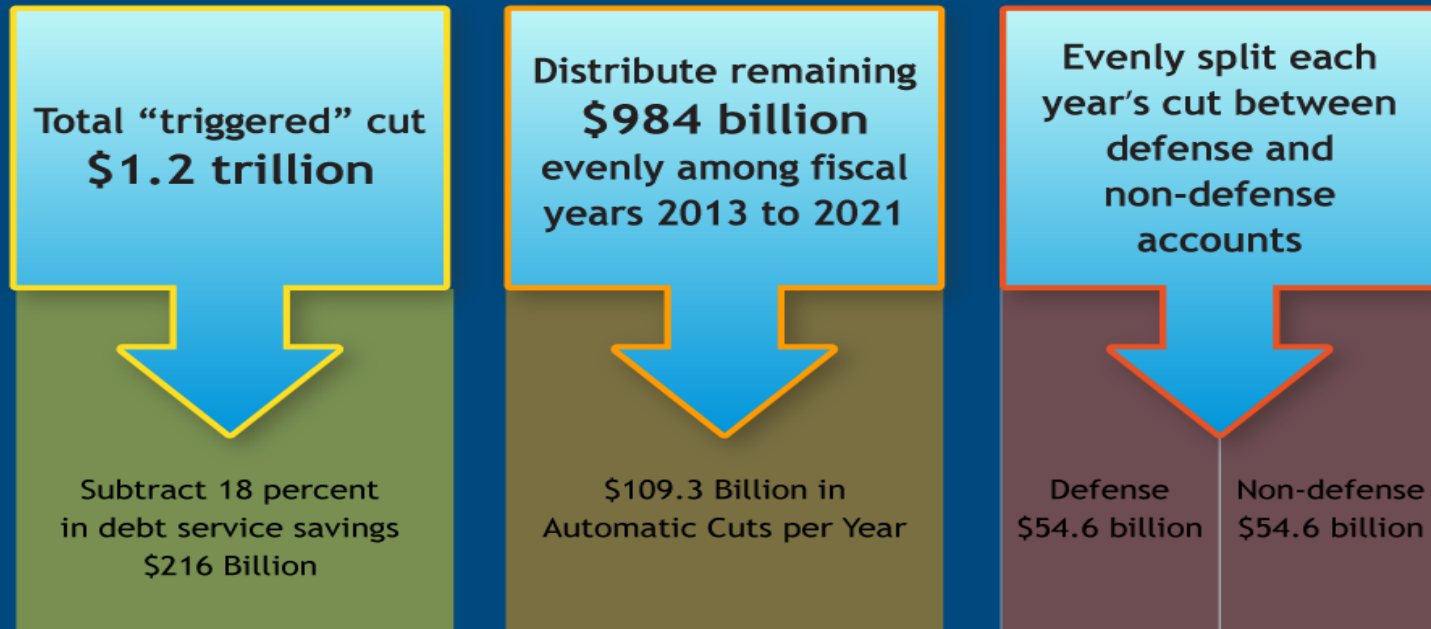 Total “triggered” cut
$1.2 trillion
Subtract 18 percent
in debt service savings
$216 Billion
Distribute remaining
$984 billion
evenly among fiscal
years 2013 to 2021
$109.3 Billion in
Automatic Cuts per Year
Evenly split each
year’s cut between
defense and
non-defense
accounts
Defense
$54.6 billion
Non-defense
$54.6 billion